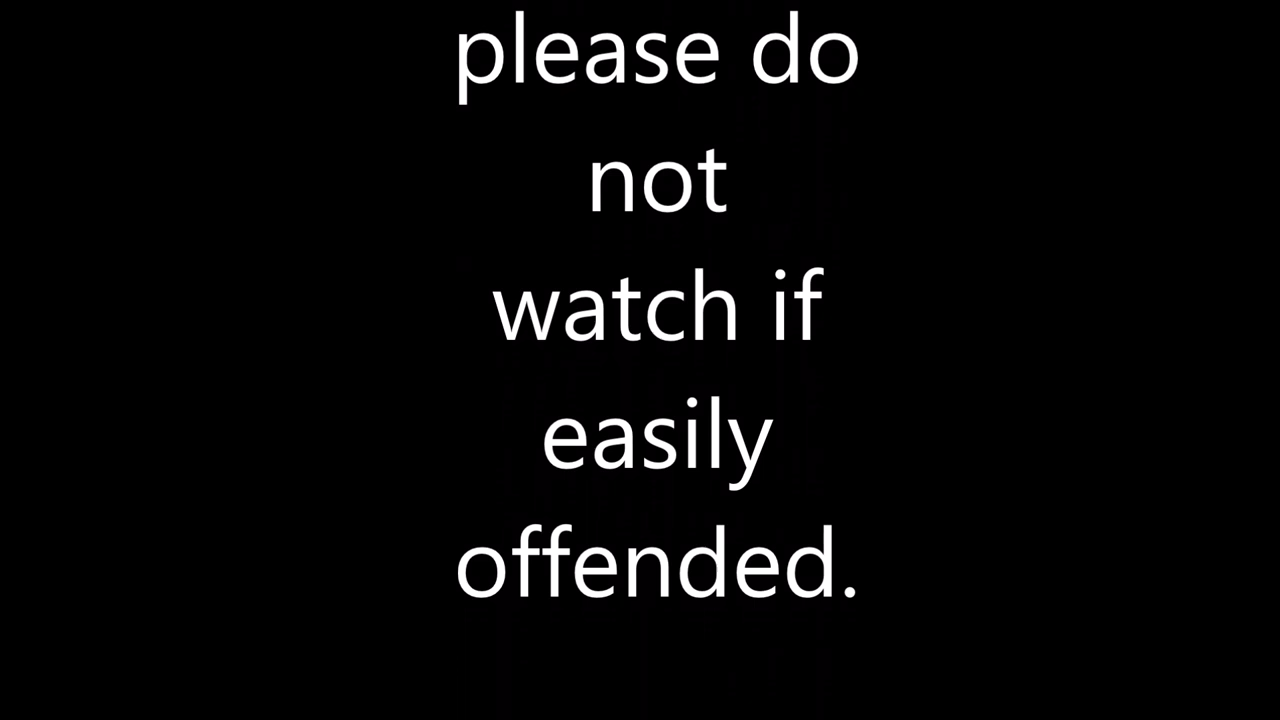 please do
not
watch if
easily
offended.